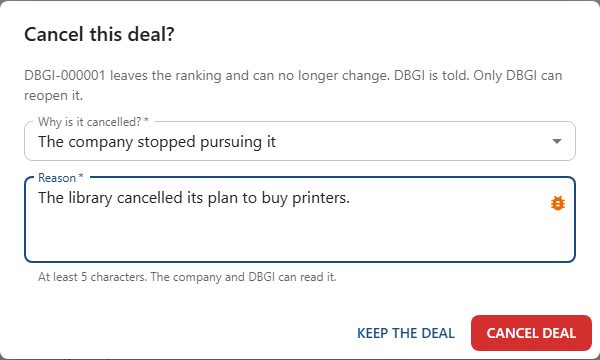 Cancel this deal?
DBGI-000001 leaves the ranking and can no longer change. DBGI is told. Only DBGI can
reopen it.
Why is it cancelled? *
The company stopped pursuing it
Reason *
The library cancelled its plan to buy printers.
At least 5 characters. The company and DBGI can read it.
KEEP THE DEAL
CANCEL DEAL